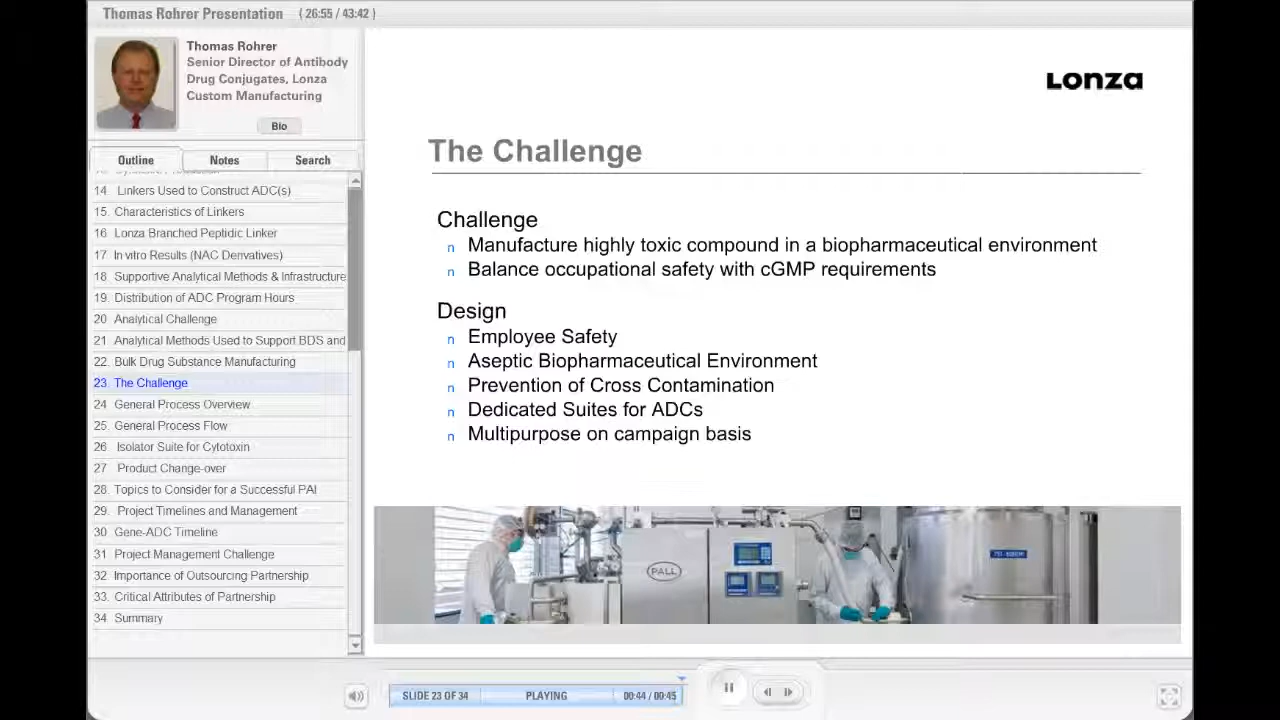 Thomas Rohrer Presentation ( 26:55 / 43:42 )
Thomas Rohrer
Senior Director of Antibody
Drug Conjugates, Lonza
Custom Manufacturing
Bio
Outline Notes Search
14. Linkers Used to Construct ADC(s)
15. Characteristics of Linkers
16 Lonza Branched Peptidic Linker
17 In vitro Results (NAC Derivatives)
18 Supportive Analytical Methods & Infrastructure
19. Distribution of ADC Program Hours
20 Analytical Challenge
21. Analytical Methods Used to Support BDS and
22. Bulk Drug Substance Manufacturing
23. The Challenge
24 General Process Overview
25. General Process Flow
26 Isolator Suite for Cytotoxin
27 Product Change-over
28. Topics to Consider for a Successful PAI
29. Project Timelines and Management
30 Gene-ADC Timeline
31 Project Management Challenge
32. Importance of Outsourcing Partnership
33. Critical Attributes of Partnership
34 Summary
Lonza
The Challenge
Challenge
n Manufacture highly toxic compound in a biopharmaceutical environment
n Balance occupational safety with cGMP requirements
Design
n Employee Safety
n Aseptic Biopharmaceutical Environment
n Prevention of Cross Contamination
n Dedicated Suites for ADCs
n Multipurpose on campaign basis
PALL
SLIDE 23 OF 34 PLAYING 00:44 / 00:45